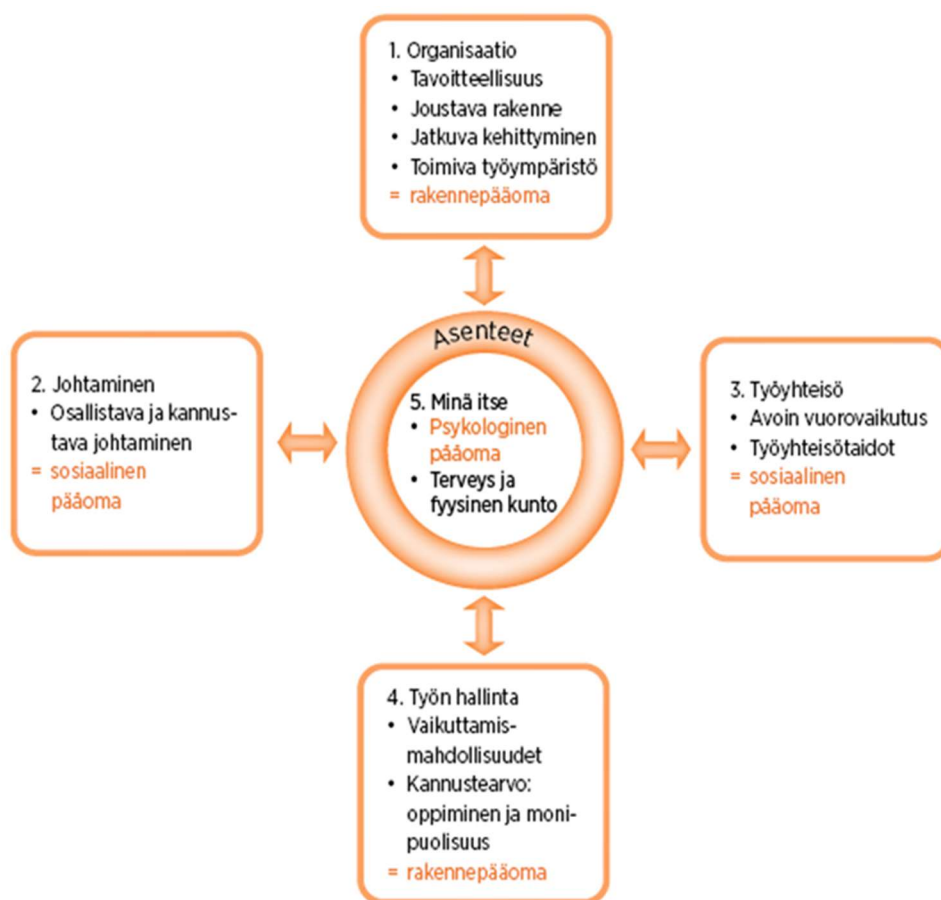 1. Organisaatio
• Tavoitteellisuus
• Joustava rakenne
• Jatkuva kehittyminen
• Toimiva työympäristö
= rakennepääoma
Asenteet
2. Johtaminen
• Osallistava ja kannus-
tava johtaminen
= sosiaalinen
pääoma
5. Minä itse
• Psykologinen
pääoma
• Terveys ja
fyysinen kunto
3. Työyhteisö
• Avoin vuorovaikutus
• Työyhteisötaidot
= sosiaalinen
pääoma
4. Työn hallinta
• Vaikuttamis-
mahdollisuudet
• Kannustearvo:
oppiminen ja moni-
puolisuus
= rakennepääoma